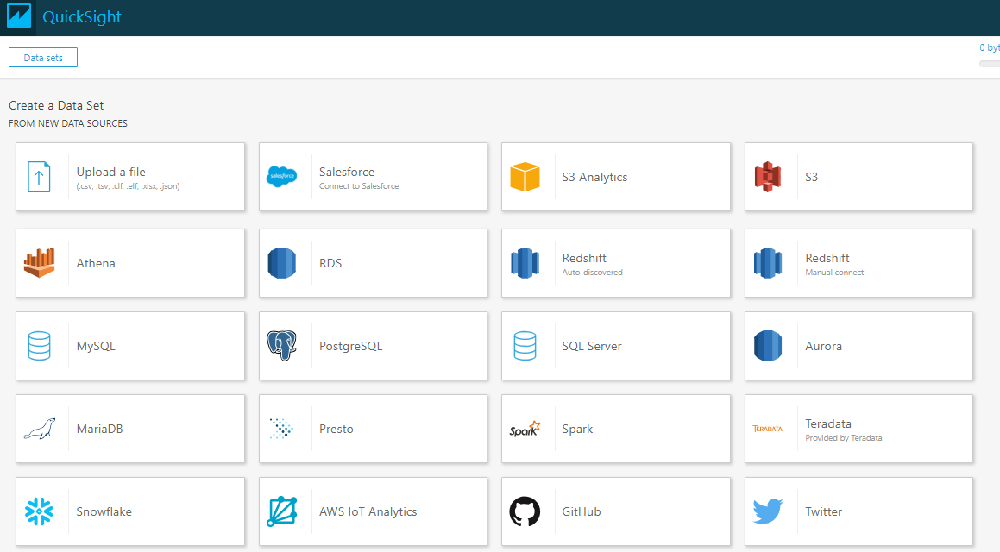 QuickSight
Data sets
0 byt
Create a Data Set
FROM NEW DATA SOURCES
Upload a file
(.csv, .tsv, .clf, .elf, .xlsx, .json)
salesforce
Salesforce
Connect to Salesforce
S3 Analytics
S3
Athena
RDS
Redshift
Auto-discovered
Redshift
Manual connect
MySQL
PostgreSQL
SQL Server
Aurora
MariaDB
Presto
Spark
Spark
TERADATA
Teradata
Provided by Teradata
Snowflake
AWS IoT Analytics
GitHub
Twitter